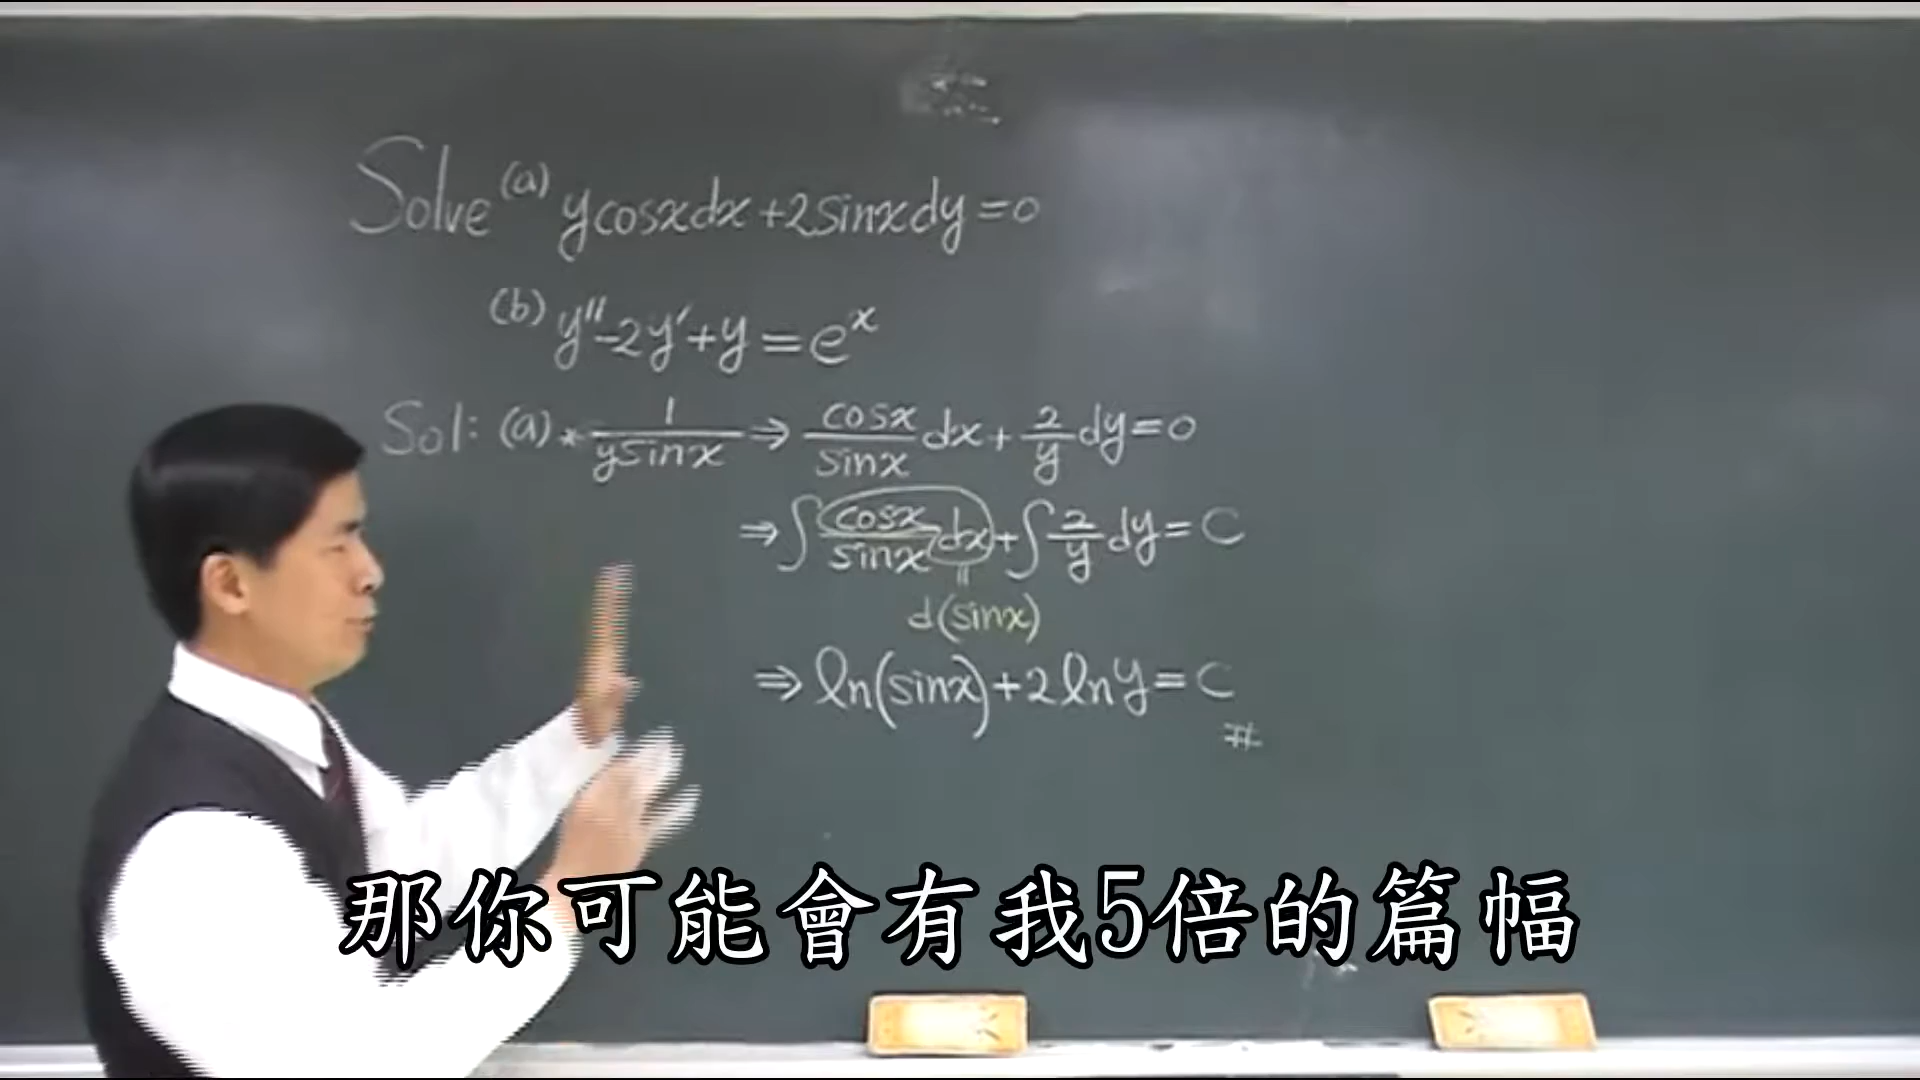 Solve (a) ycosxdx+2sinxdy=0
(b) y''-2y'+y=e^x
Sol: (a)* 1/(ysinx) ⇒ cosx/sinx dx + 2/y dy=0
⇒ ∫ cosx/sinx dx + ∫ 2/y dy = C
d(sinx)
⇒ ln(sinx)+2lny=C
#
那你可能會有我5倍的篇幅